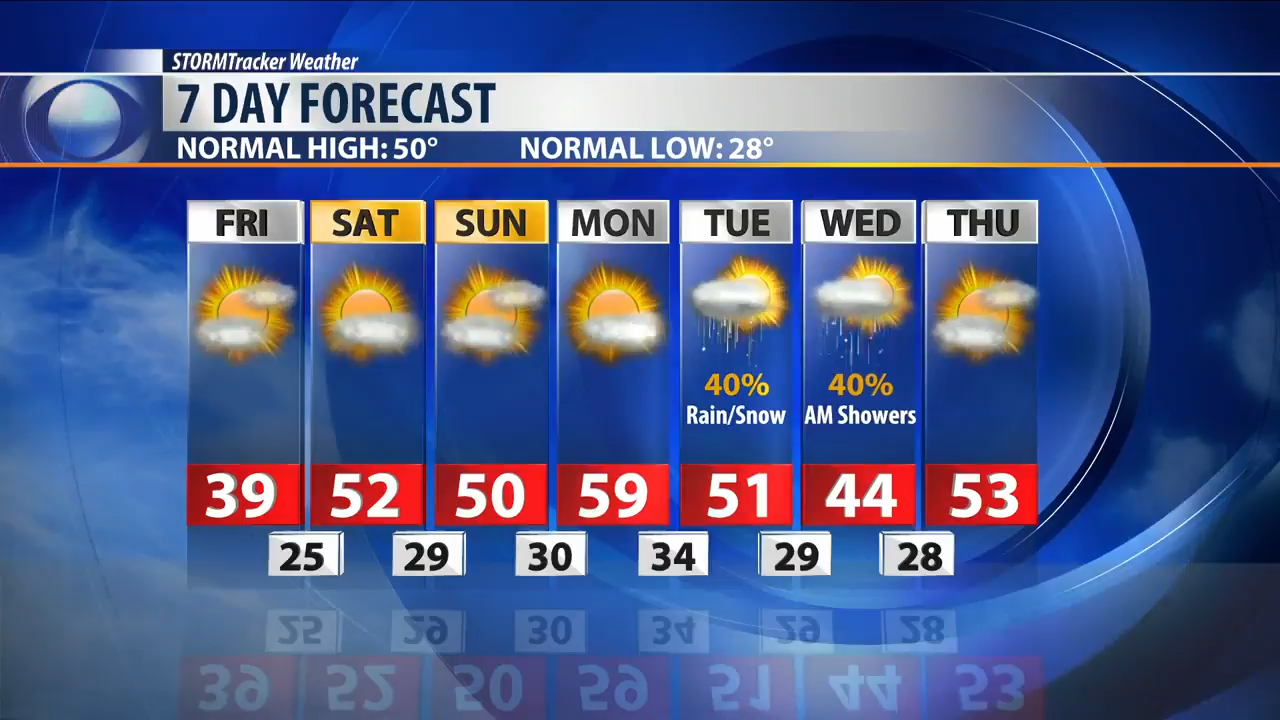 STORMTracker Weather
7 DAY FORECAST
NORMAL HIGH: 50° NORMAL LOW: 28°
FRI SAT SUN MON TUE WED THU
40% 40%
Rain/Snow AM Showers
39 52 50 59 51 44 53
25 29 30 34 29 28